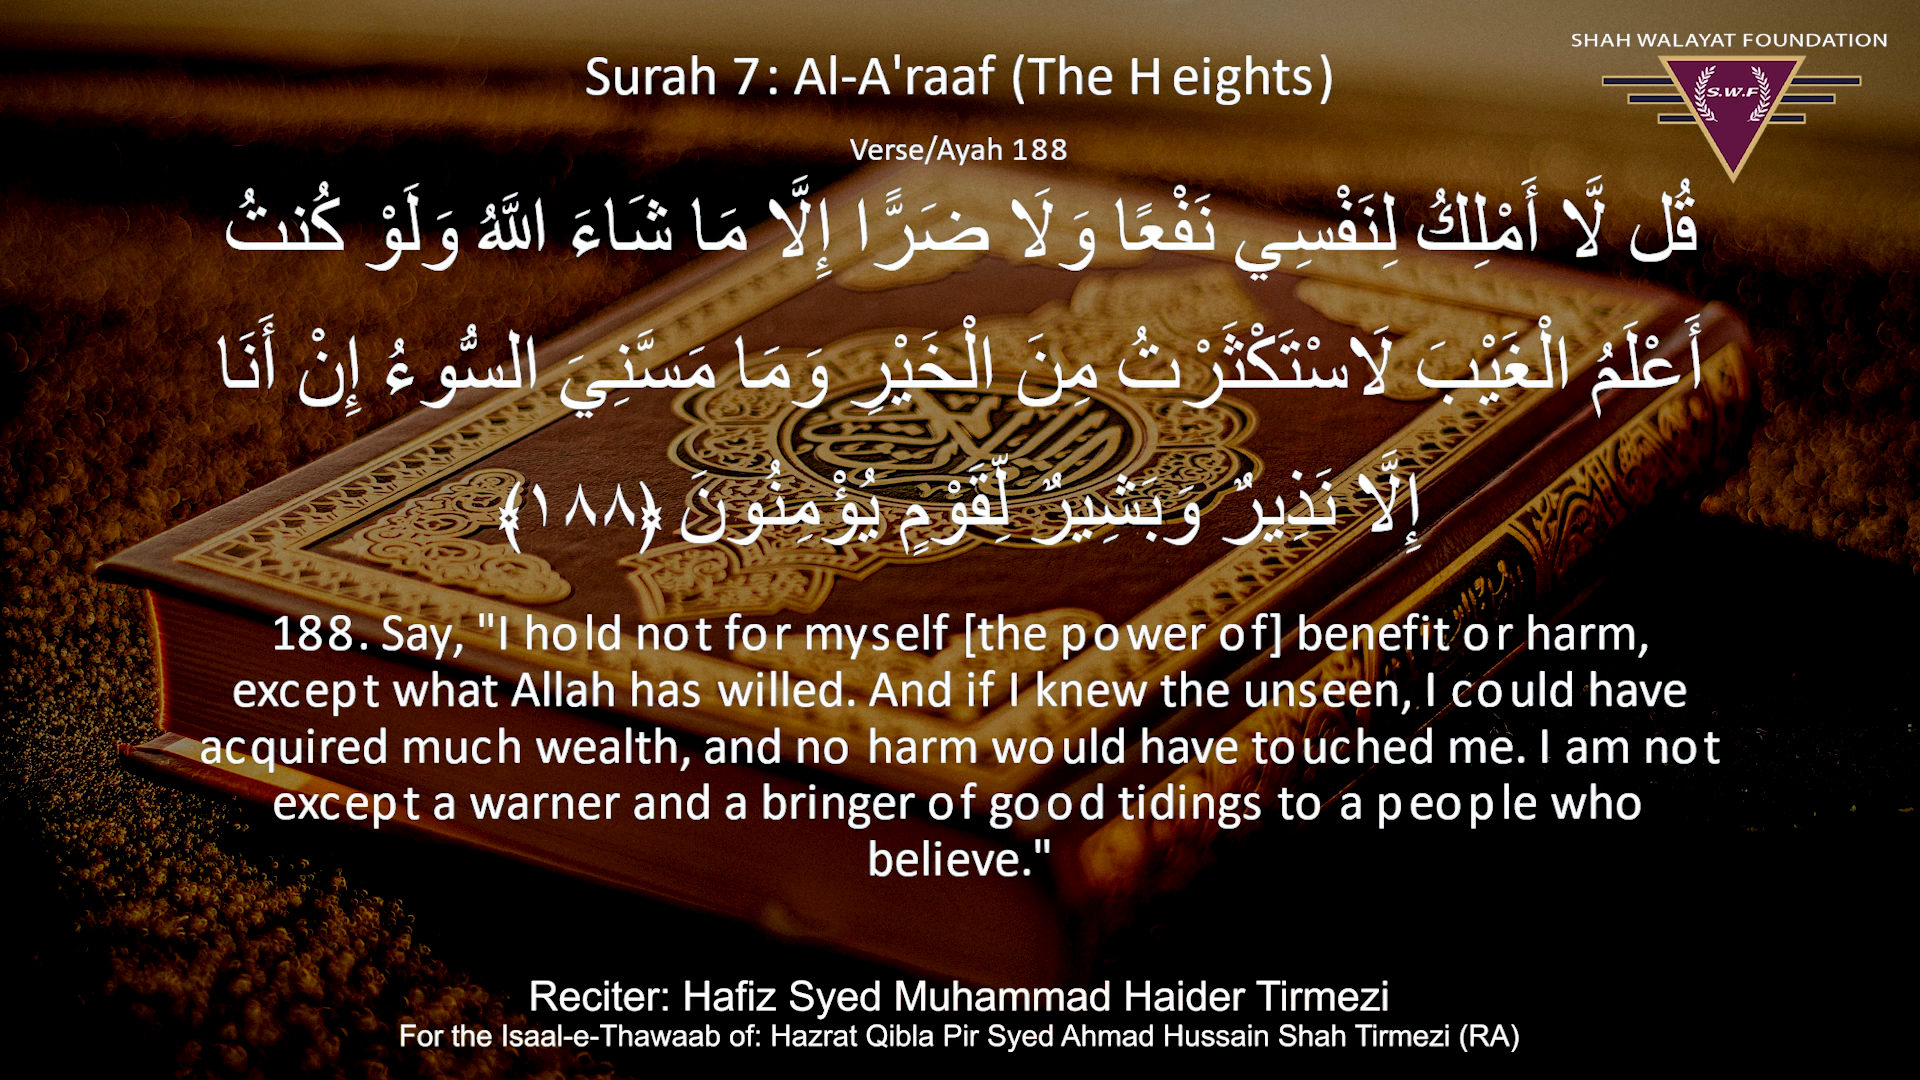 SHAH WALAYAT FOUNDATION
S.W.F
Surah 7: Al-A'raaf (The Heights)
Verse/Ayah 188
قُل لَّا أَمْلِكُ لِنَفْسِي نَفْعًا وَلَا ضَرًّا إِلَّا مَا شَاءَ اللَّهُ وَلَوْ كُنتُ
أَعْلَمُ الْغَيْبَ لَاسْتَكْثَرْتُ مِنَ الْخَيْرِ وَمَا مَسَّنِيَ السُّوءُ إِنْ أَنَا
إِلَّا نَذِيرٌ وَبَشِيرٌ لِّقَوْمٍ يُؤْمِنُونَ ﴿١٨٨﴾
188. Say, "I hold not for myself [the power of] benefit or harm,
except what Allah has willed. And if I knew the unseen, I could have
acquired much wealth, and no harm would have touched me. I am not
except a warner and a bringer of good tidings to a people who
believe."
Reciter: Hafiz Syed Muhammad Haider Tirmezi
For the Isaal-e-Thawaab of: Hazrat Qibla Pir Syed Ahmad Hussain Shah Tirmezi (RA)